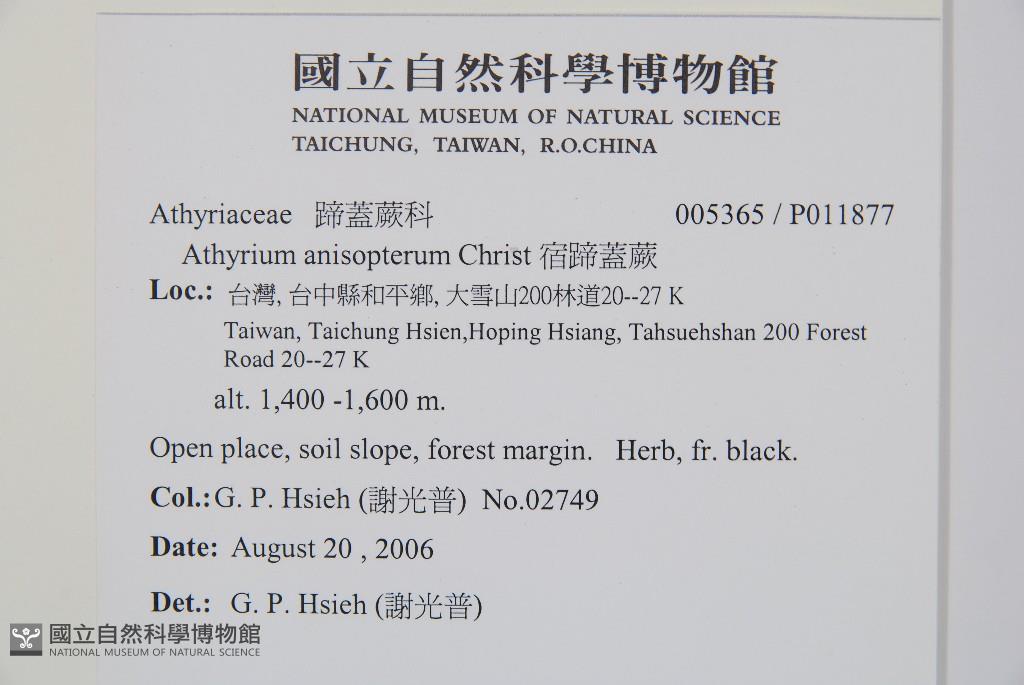 國立自然科學博物館
NATIONAL MUSEUM OF NATURAL SCIENCE
TAICHUNG, TAIWAN, R.O.CHINA
Athyriaceae 蹄蓋蕨科 005365 / P011877
Athyrium anisopterum Christ 宿蹄蓋蕨
Loc.: 台灣, 台中縣和平鄉, 大雪山200林道20--27 K
Taiwan, Taichung Hsien,Hoping Hsiang, Tahsuehshan 200 Forest
Road 20--27 K
alt. 1,400 -1,600 m.
Open place, soil slope, forest margin. Herb, fr. black.
Col.:G. P. Hsieh (謝光普) No.02749
Date: August 20 , 2006
Det.: G. P. Hsieh (謝光普)
國立自然科學博物館
NATIONAL MUSEUM OF NATURAL SCIENCE